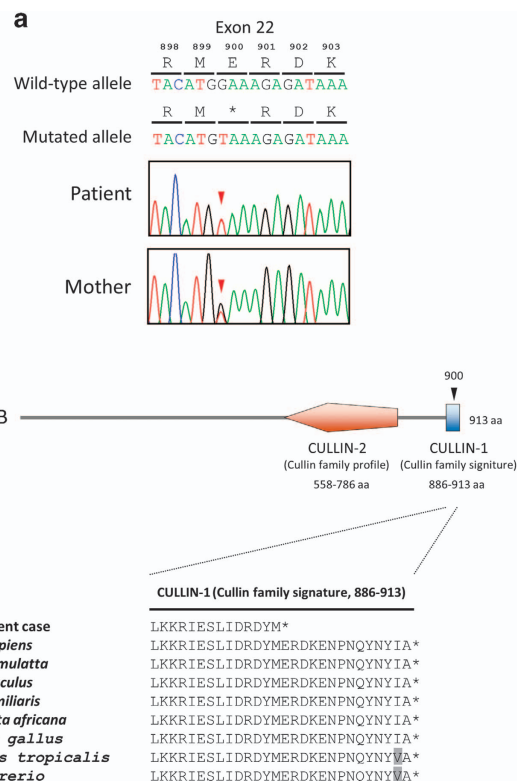 a
Exon 22
898 899 900 901 902 903
R M E R D K
Wild-type allele TACATGGAAAGAGATAAA
R M * R D K
Mutated allele TACATGTAAAGAGATAAA
Patient
Mother
900
B
913 aa
CULLIN-2 CULLIN-1
(Cullin family profile) (Cullin family signiture)
558-786 aa 886-913 aa
CULLIN-1 (Cullin family signature, 886-913)
ent case LKKRIESLIDRDYM*
piens LKKRIESLIDRDYMERDKENPNQYNYIA*
mulatta LKKRIESLIDRDYMERDKENPNQYNYIA*
culus LKKRIESLIDRDYMERDKENPNQYNYIA*
miliaris LKKRIESLIDRDYMERDKENPNQYNYIA*
ta africana LKKRIESLIDRDYMERDKENPNQYNYIA*
gallus LKKRIESLIDRDYMERDKENPNQYNYIA*
s tropicalis LKKRIESLIDRDYMERDKENPNQYNYVA*
rerio LKKRIESLIDRDYMERDKENPNQYNYVA*